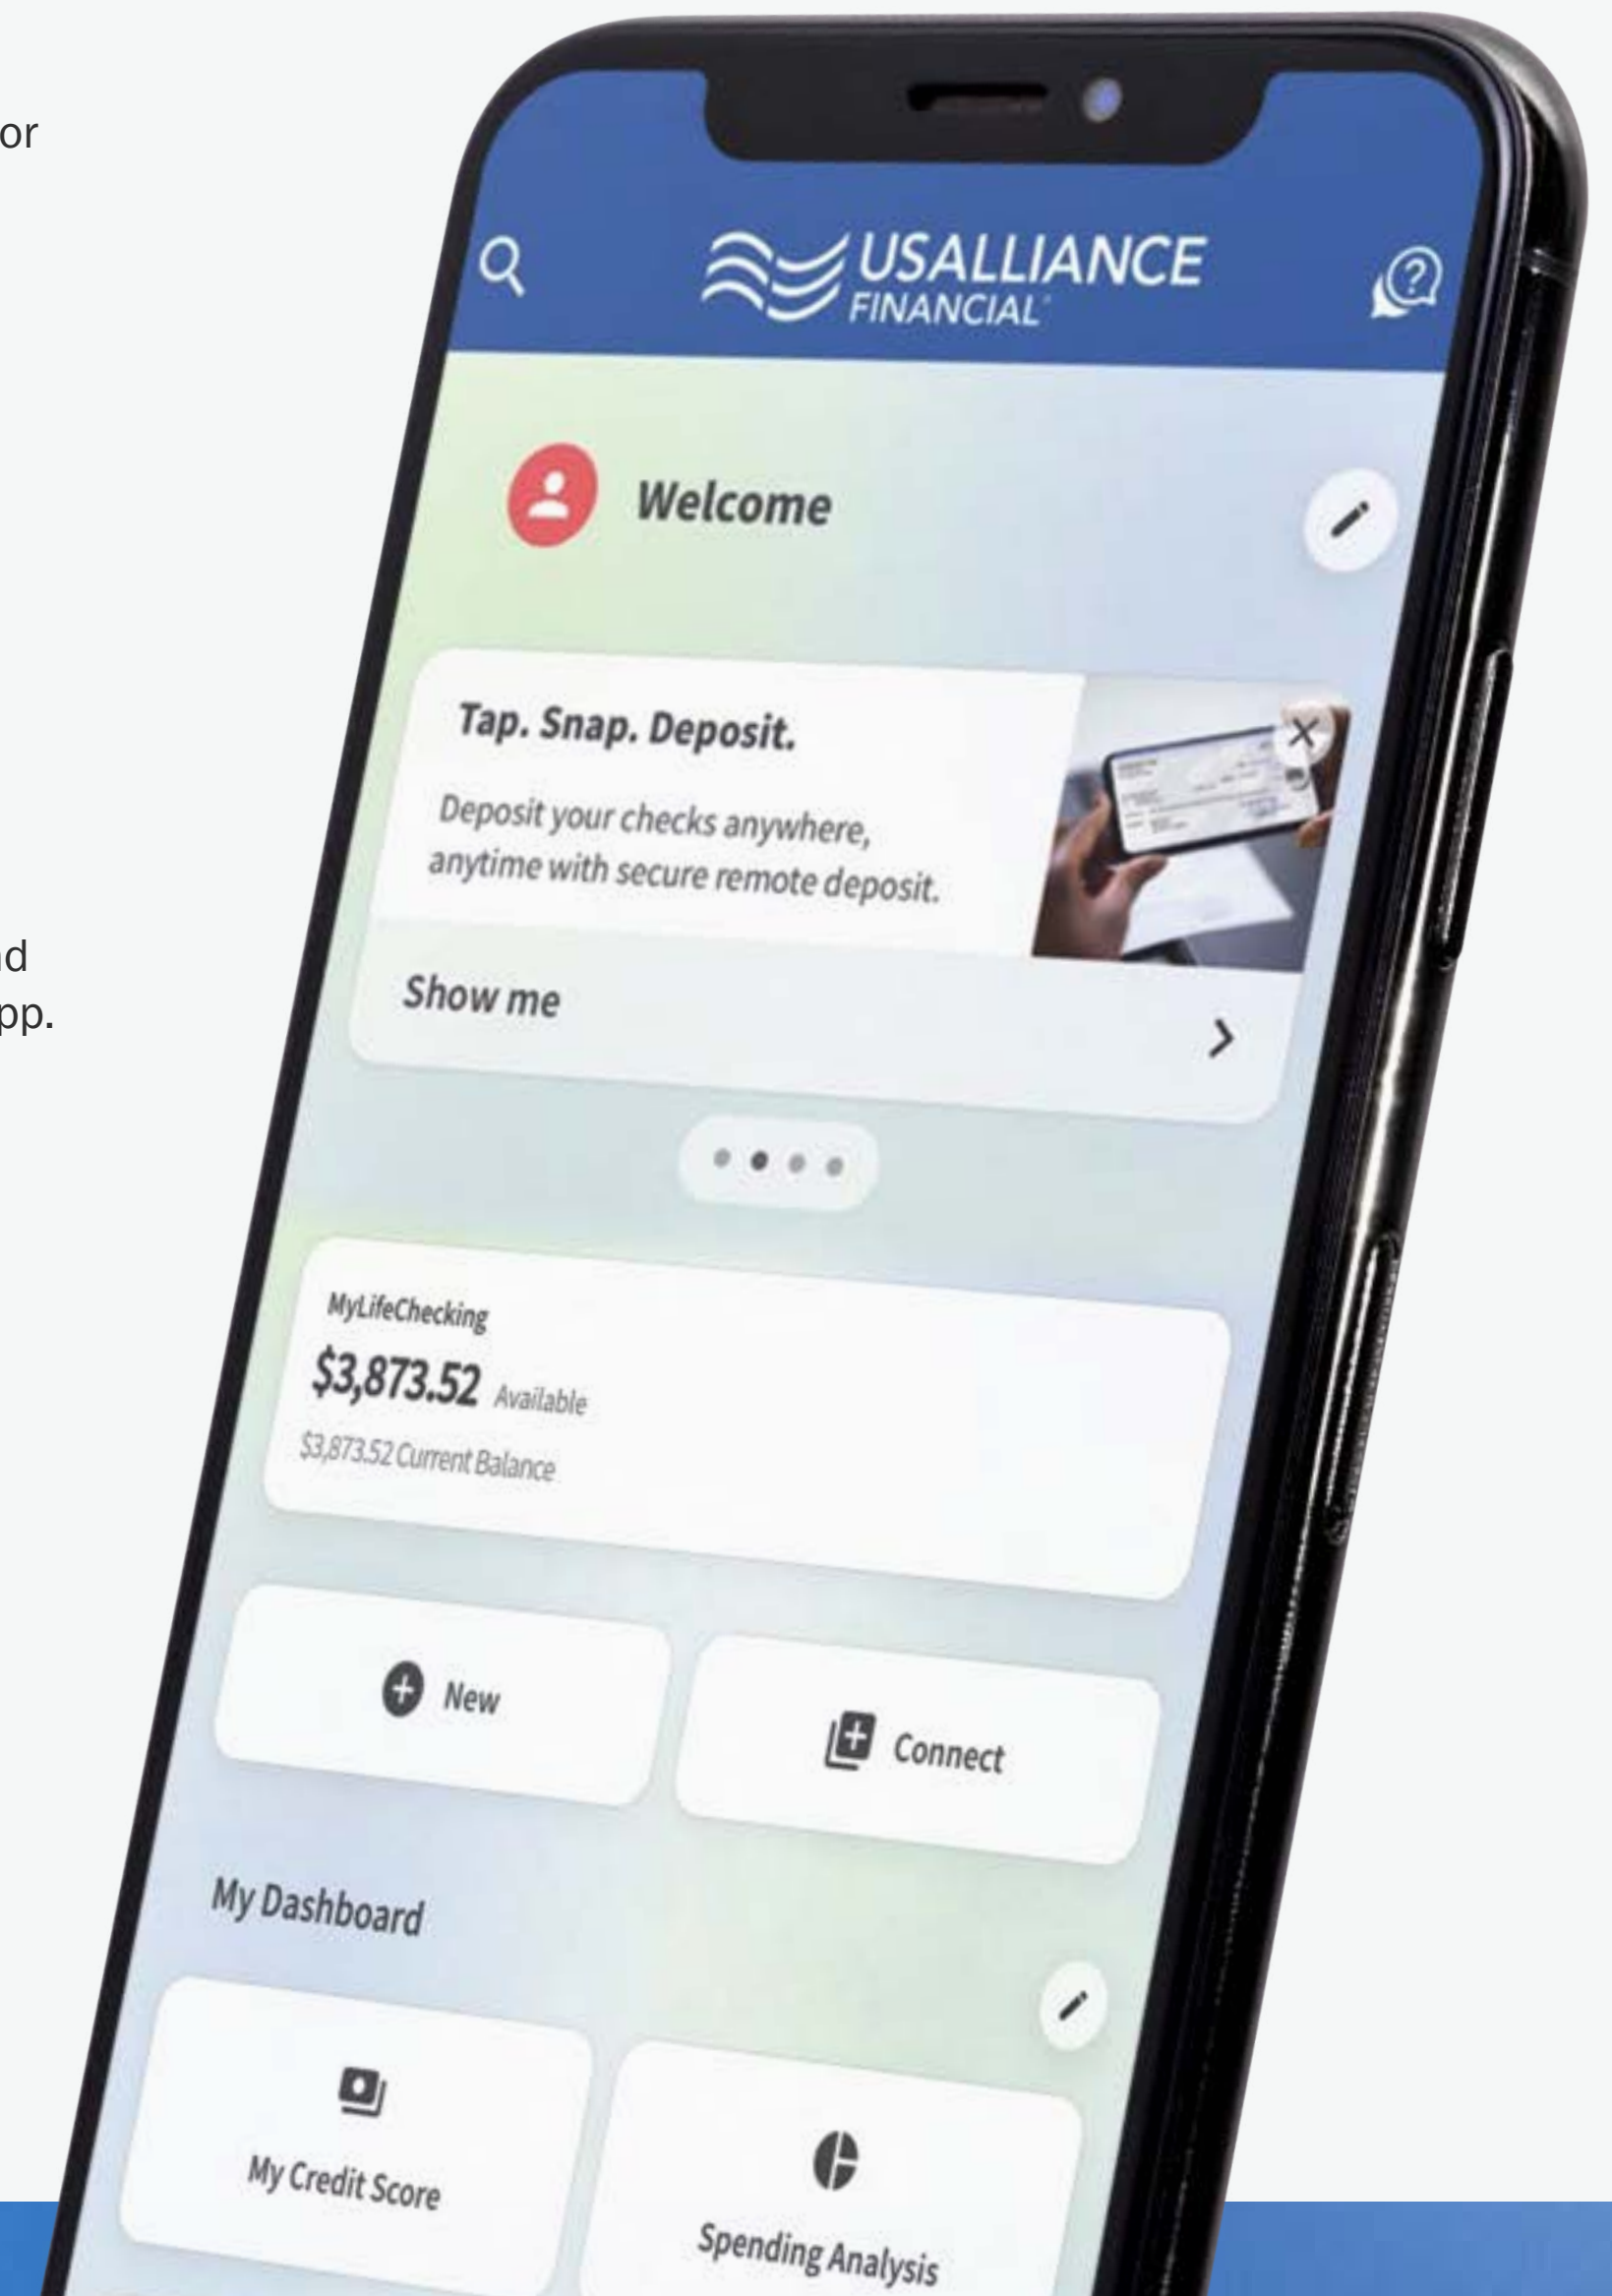 or
nd
pp.
USALLIANCE
FINANCIAL
Welcome
Tap. Snap. Deposit.
Deposit your checks anywhere,
anytime with secure remote deposit.
Show me
MyLifeChecking
$3,873.52 Available
$3,873.52 Current Balance
New
Connect
My Dashboard
My Credit Score
Spending Analysis